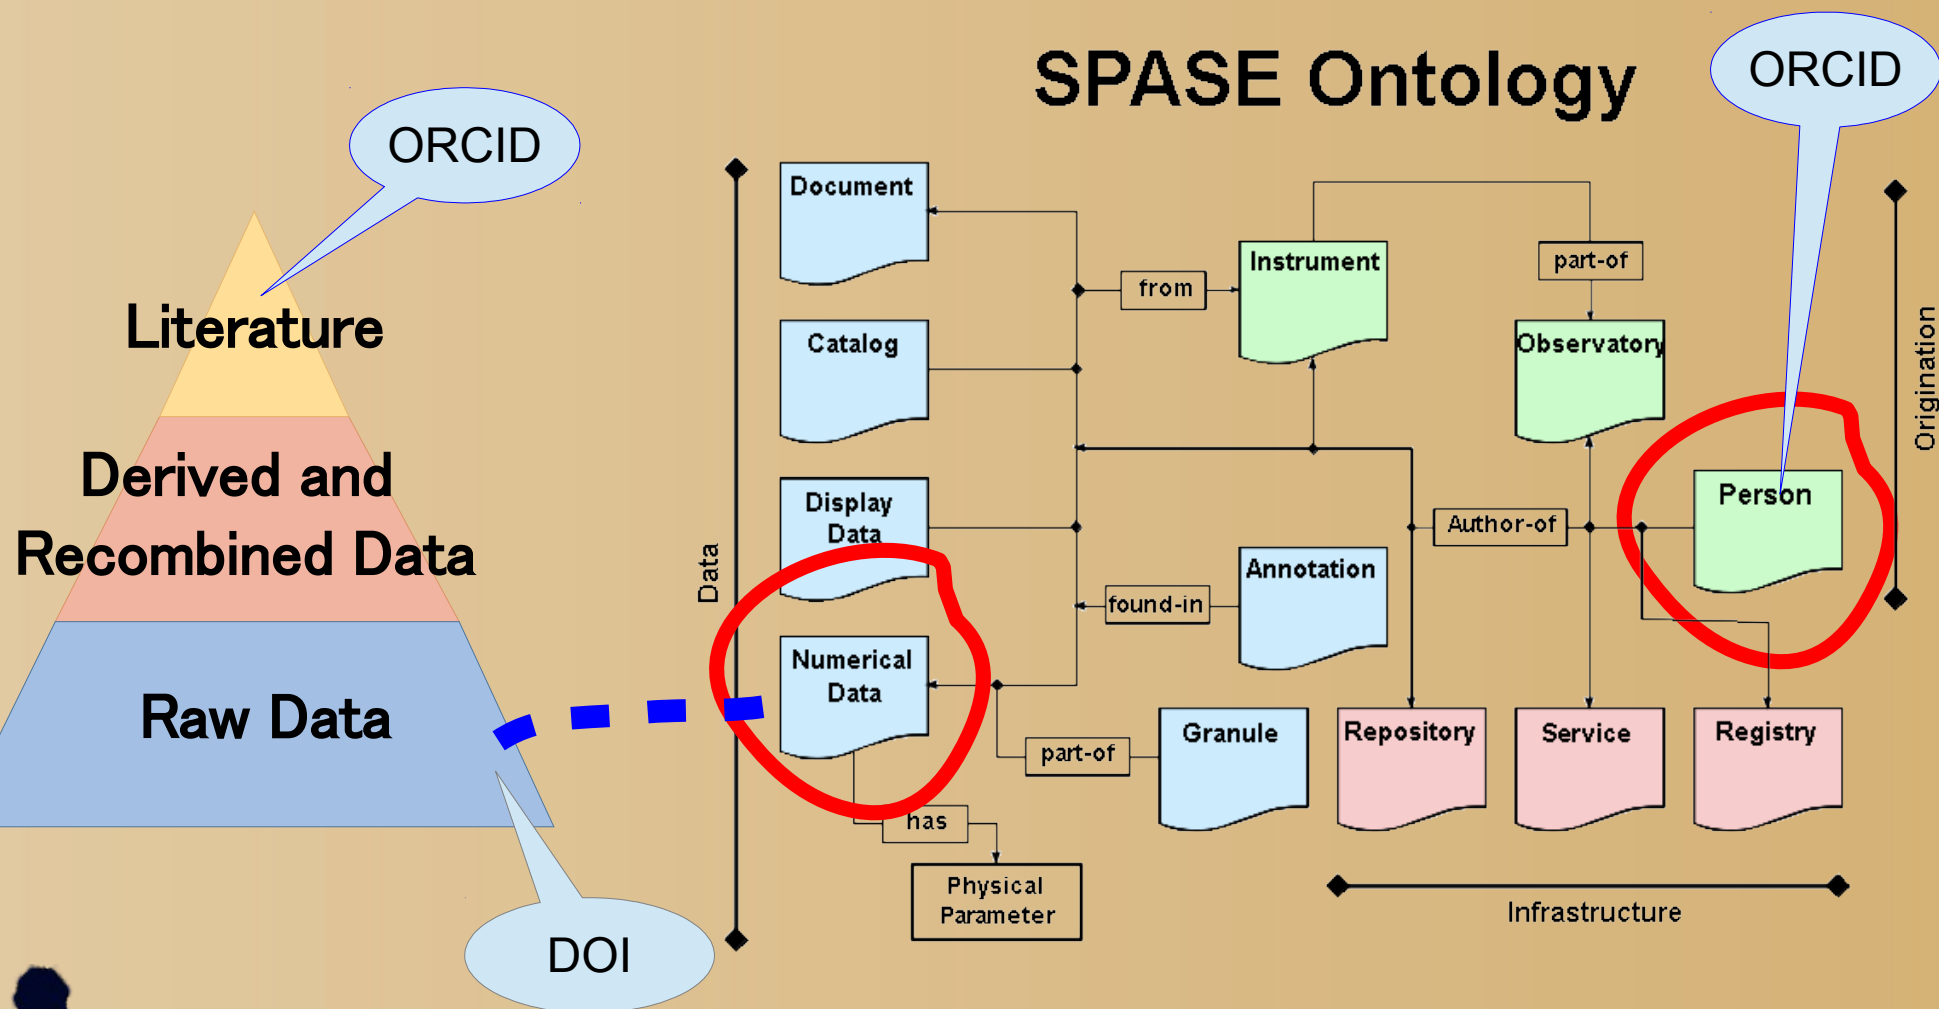 SPASE Ontology
ORCID
ORCID
Literature
Derived and
Recombined Data
Raw Data
DOI
Data
Document
Catalog
Display
Data
Numerical
Data
from
Instrument
part-of
Observatory
Origination
Person
Author-of
Annotation
found-in
part-of
Granule
Repository
Service
Registry
has
Physical
Parameter
Infrastructure